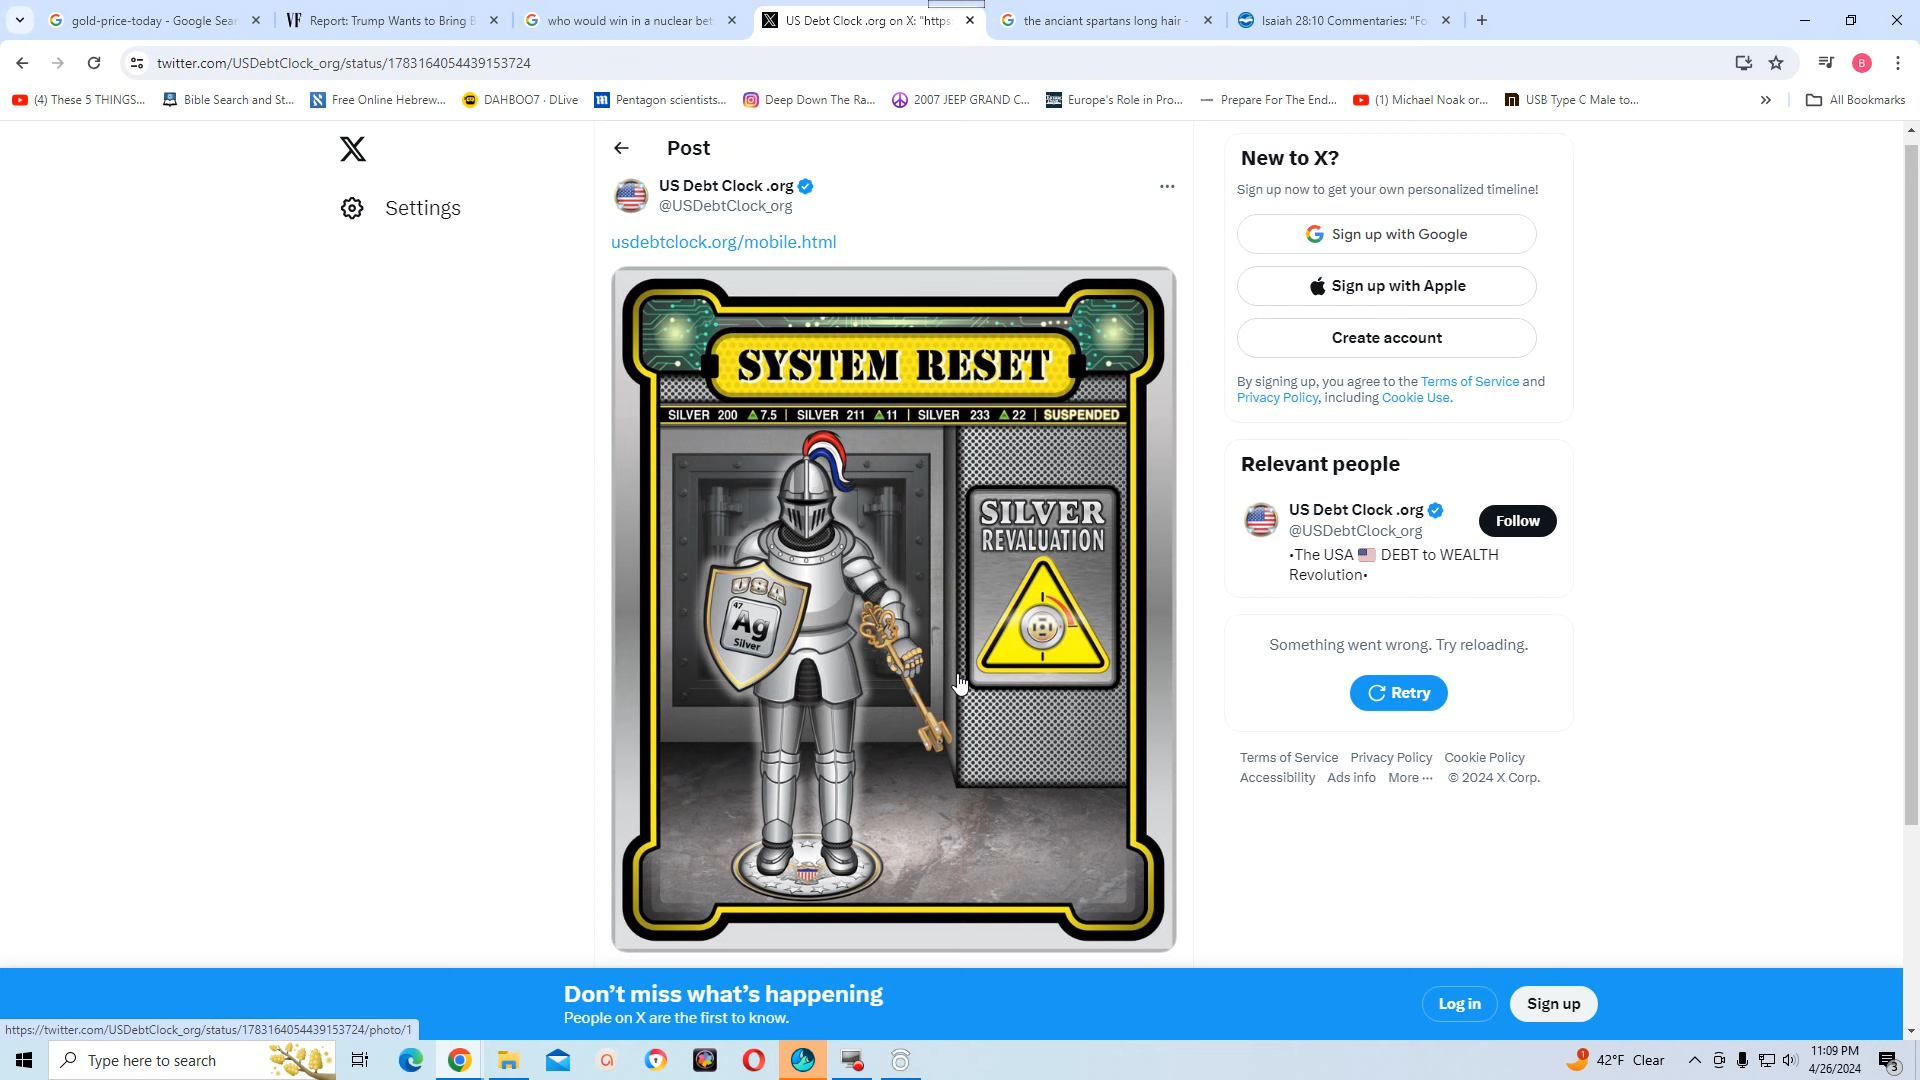 gold-price-today - Google Sear
Report: Trump Wants to Bring B
who would win in a nuclear bet
US Debt Clock .org on X: "https:
the anciant spartans long hair -
Isaiah 28:10 Commentaries: "Fo
twitter.com/USDebtClock_org/status/1783164054439153724
B
(4) These 5 THINGS...
Bible Search and St...
Free Online Hebrew...
DAHBOO7 · DLive
Pentagon scientists...
Deep Down The Ra...
2007 JEEP GRAND C...
Europe's Role in Pro...
Prepare For The End...
(1) Michael Noak or...
USB Type C Male to...
All Bookmarks
Settings
Post
US Debt Clock .org
@USDebtClock_org
usdebtclock.org/mobile.html
SYSTEM RESET
SILVER 200 ▲7.5 | SILVER 211 ▲11 | SILVER 233 ▲22 | SUSPENDED
USA
47
Ag
Silver
SILVER
REVALUATION
New to X?
Sign up now to get your own personalized timeline!
Sign up with Google
Sign up with Apple
Create account
By signing up, you agree to the Terms of Service and
Privacy Policy, including Cookie Use.
Relevant people
US Debt Clock .org
@USDebtClock_org
Follow
•The USA 🇺🇸 DEBT to WEALTH
Revolution•
Something went wrong. Try reloading.
Retry
Terms of Service Privacy Policy Cookie Policy
Accessibility Ads info More ··· © 2024 X Corp.
Don't miss what's happening
People on X are the first to know.
Log in
Sign up
https://twitter.com/USDebtClock_org/status/1783164054439153724/photo/1
Type here to search
1
42°F Clear
11:09 PM
4/26/2024
3